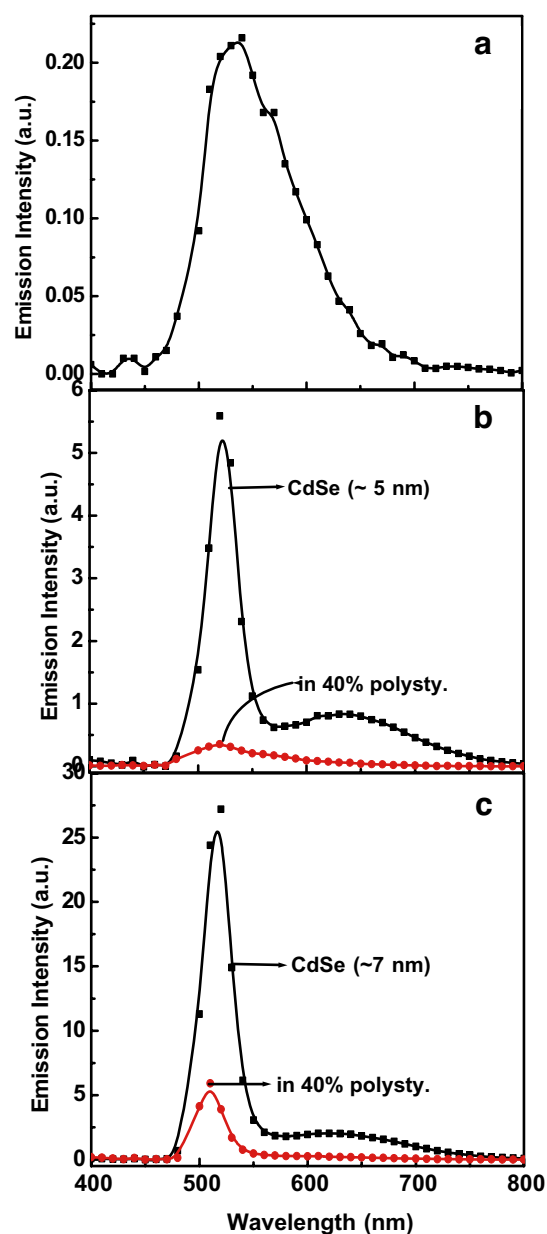 a
0.20
0.15
0.10
0.05
0.00
Emission Intensity (a.u.)
b
6
5
4
3
2
1
0
Emission Intensity (a.u.)
CdSe (~ 5 nm)
in 40% polysty.
c
30
25
20
15
10
5
0
Emission Intensity (a.u.)
CdSe (~7 nm)
in 40% polysty.
400 500 600 700 800
Wavelength (nm)